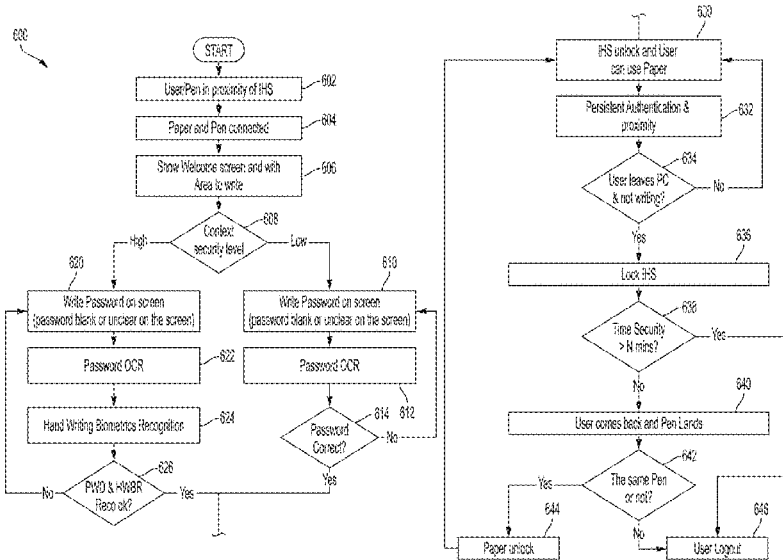 600
START
User/Pen in proximity of IHS
602
Paper and Pen connected
604
Show Welcome screen and with
Area to write
606
Context
security level
608
High
Low
620
Write Password on screen
(password blank or unclear on the screen)
Password OCR
622
Hand Writing Biometrics Recognition
624
PWD & HWBR
Reco ok?
626
No
Yes
610
Write Password on screen
(password blank or unclear on the screen)
Password OCR
612
Password
Correct?
614
No
Yes
630
IHS unlock and User
can use Paper
Persistent Authentication &
proximity
632
User leaves PC
& not writing?
634
No
Yes
636
Lock IHS
638
Time Security
> N mins?
Yes
No
640
User comes back and Pen Lands
642
The same Pen
or not?
Yes
No
644
Paper unlock
646
User Logout